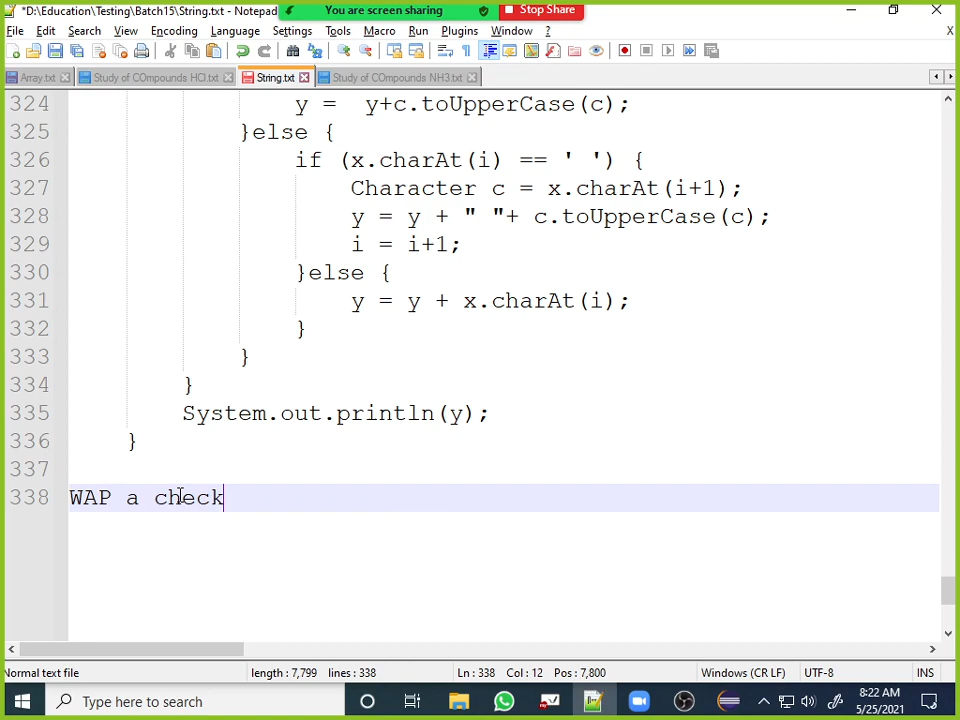 *D:\Education\Testing\Batch15\String.txt - Notepad
You are screen sharing
Stop Share
File Edit Search View Encoding Language Settings Tools Macro Run Plugins Window ? X
Array.txt Study of COmpounds HCl.txt String.txt Study of COmpounds NH3.txt
324 y = y+c.toUpperCase(c);
325 }else {
326 if (x.charAt(i) == ' ') {
327 Character c = x.charAt(i+1);
328 y = y + " "+ c.toUpperCase(c);
329 i = i+1;
330 }else {
331 y = y + x.charAt(i);
332 }
333 }
334 }
335 System.out.println(y);
336 }
337
338 WAP a check
Normal text file length : 7,799 lines : 338 Ln : 338 Col : 12 Pos : 7,800 Windows (CR LF) UTF-8 INS
Type here to search
8:22 AM
5/25/2021